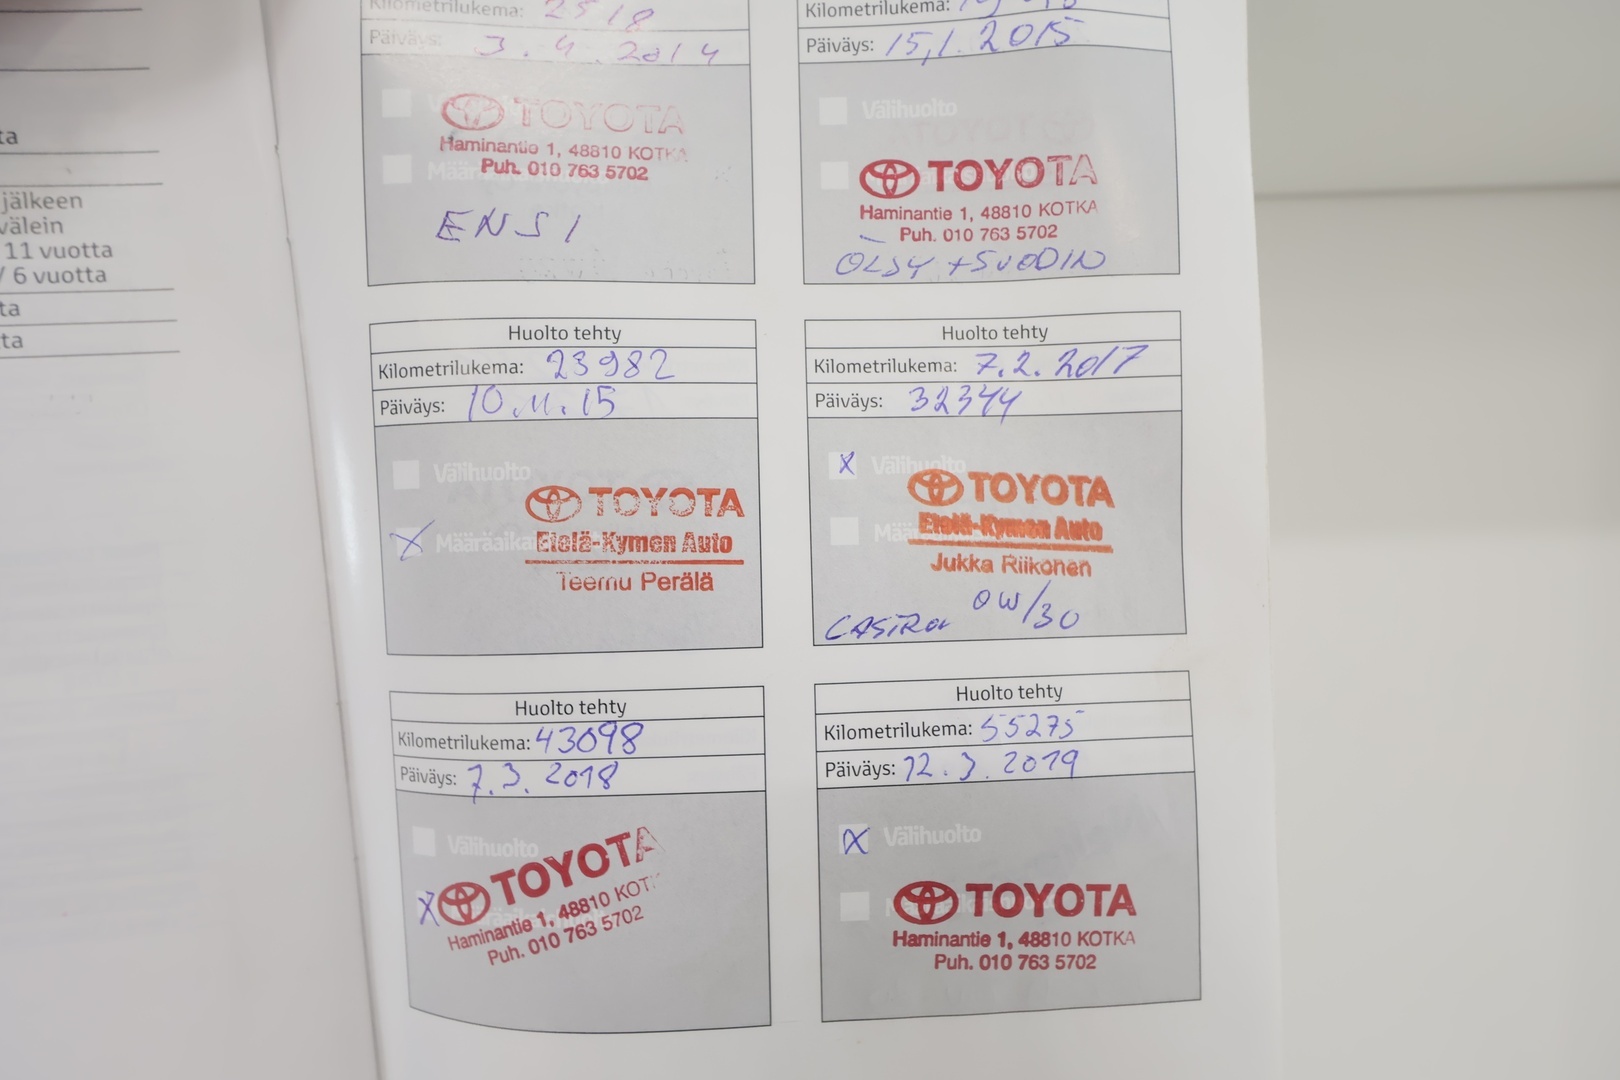 ta
jälkeen
välein
11 vuotta
/ 6 vuotta
ta
ta
Kilometrilukema: 2518
Päiväys: 3.4.2014
TOYOTA
Haminantie 1, 48810 KOTKA
Puh. 010 763 5702
ENSI
Kilometrilukema:
Päiväys: 15,1.2015
Välihuolto
TOYOTA
Haminantie 1, 48810 KOTKA
Puh. 010 763 5702
ÖLJY + SUODIN
Huolto tehty
Kilometrilukema: 23982
Päiväys: 10.11.15
Välihuolto
TOYOTA
X Määräaika
Etelä-Kymen Auto
Teemu Perälä
Huolto tehty
Kilometrilukema: 7.2.2017
Päiväys: 32344
X Välihuolto
TOYOTA
Etelä-Kymen Auto
Jukka Riikonen
CASTROL 0W/30
Huolto tehty
Kilometrilukema: 43098
Päiväys: 7.3.2018
Välihuolto
X TOYOTA
Haminantie 1, 48810 KOT
Puh. 010 763 5702
Huolto tehty
Kilometrilukema: 55275
Päiväys: 12.3.2019
X Välihuolto
TOYOTA
Haminantie 1, 48810 KOTKA
Puh. 010 763 5702